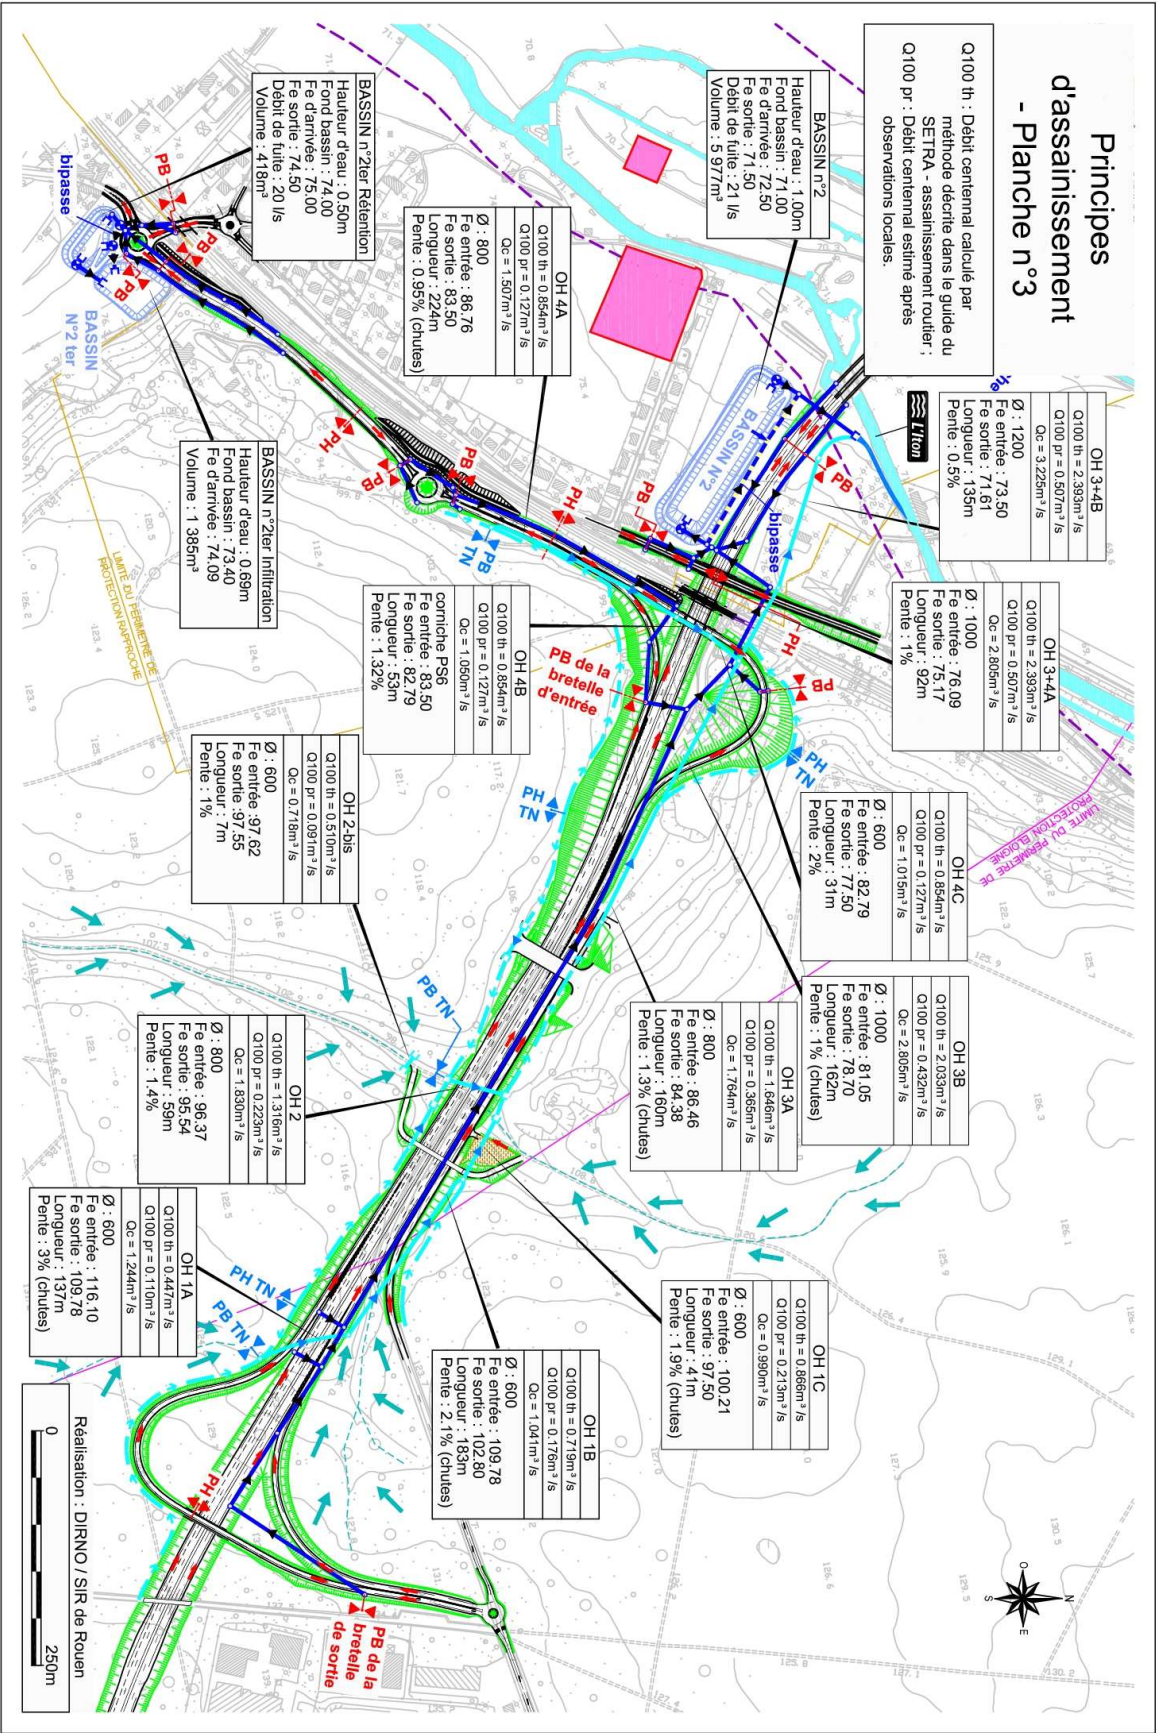 Principes
d'assainissement
- Planche n°3
Q100 th : Débit centennal calculé par
méthode décrite dans le guide du
SETRA - assainissement routier ;
Q100 pr : Débit centennal estimé après
observations locales.
OH 3+4B
Q100 th = 2.393m³/s
Q100 pr = 0.507m³/s
Qc = 3.225m³/s
Ø : 1200
Fe entrée : 73.50
Fe sortie : 71.61
Longueur : 135m
Pente : 0.5%
OH 3+4A
Q100 th = 2.393m³/s
Q100 pr = 0.507m³/s
Qc = 2.805m³/s
Ø : 1000
Fe entrée : 76.09
Fe sortie : 75.17
Longueur : 92m
Pente : 1%
OH 4C
Q100 th = 0.854m³/s
Q100 pr = 0.127m³/s
Qc = 1.015m³/s
Ø : 600
Fe entrée : 82.79
Fe sortie : 77.50
Longueur : 31m
Pente : 2%
OH 3B
Q100 th = 2.033m³/s
Q100 pr = 0.432m³/s
Qc = 2.805m³/s
Ø : 1000
Fe entrée : 81.05
Fe sortie : 78.70
Longueur : 162m
Pente : 1% (chutes)
OH 3A
Q100 th = 1.646m³/s
Q100 pr = 0.365m³/s
Qc = 1.764m³/s
Ø : 800
Fe entrée : 86.46
Fe sortie : 84.38
Longueur : 160m
Pente : 1.3% (chutes)
OH 1C
Q100 th = 0.866m³/s
Q100 pr = 0.213m³/s
Qc = 0.990m³/s
Ø : 600
Fe entrée : 100.21
Fe sortie : 97.50
Longueur : 41m
Pente : 1.9% (chutes)
OH 1B
Q100 th = 0.719m³/s
Q100 pr = 0.176m³/s
Qc = 1.041m³/s
Ø : 600
Fe entrée : 109.78
Fe sortie : 102.80
Longueur : 183m
Pente : 2.1% (chutes)
BASSIN n°2
Hauteur d'eau : 1.00m
Fond bassin : 71.00
Fe d'arrivée : 72.50
Fe sortie : 71.50
Débit de fuite : 21 l/s
Volume : 5 977m³
OH 4A
Q100 th = 0.854m³/s
Q100 pr = 0.127m³/s
Qc = 1.507m³/s
Ø : 800
Fe entrée : 86.76
Fe sortie : 83.50
Longueur : 224m
Pente : 0.95% (chutes)
BASSIN n°2ter Rétention
Hauteur d'eau : 0.50m
Fond bassin : 74.00
Fe d'arrivée : 75.00
Fe sortie : 74.50
Débit de fuite : 20 l/s
Volume : 418m³
BASSIN n°2ter Infiltration
Hauteur d'eau : 0.69m
Fond bassin : 73.40
Fe d'arrivée : 74.09
Volume : 1 385m³
OH 4B
Q100 th = 0.854m³/s
Q100 pr = 0.127m³/s
Qc = 1.050m³/s
corniche PS6
Fe entrée : 83.50
Fe sortie : 82.79
Longueur : 53m
Pente : 1.32%
OH 2-bis
Q100 th = 0.510m³/s
Q100 pr = 0.091m³/s
Qc = 0.718m³/s
Ø : 600
Fe entrée :97.62
Fe sortie :97.55
Longueur : 7m
Pente : 1%
OH 2
Q100 th = 1.316m³/s
Q100 pr = 0.223m³/s
Qc = 1.830m³/s
Ø : 800
Fe entrée : 96.37
Fe sortie : 95.54
Longueur : 59m
Pente : 1.4%
OH 1A
Q100 th = 0.447m³/s
Q100 pr = 0.110m³/s
Qc = 1.244m³/s
Ø : 600
Fe entrée : 116.10
Fe sortie : 109.78
Longueur : 137m
Pente : 3% (chutes)
L'Iton
BASSIN N°2
bipasse
PB
PB
PH
PB
PB de la
bretelle
d'entrée
PH
TN
PH
TN
PH
PB
PB
PB
TN
PH
PB
PB
PB
bipasse
BASSIN
N°2 ter
LIMITE DU PERIMETRE DE
PROTECTION RAPPROCHE
LIMITE DU PERIMETRE DE
PROTECTION ELOIGNE
PB TN
PH TN
PB TN
PH
PB de la
bretelle
de sortie
N
O
E
S
Réalisation : DIRNO / SIR de Rouen
0
250m